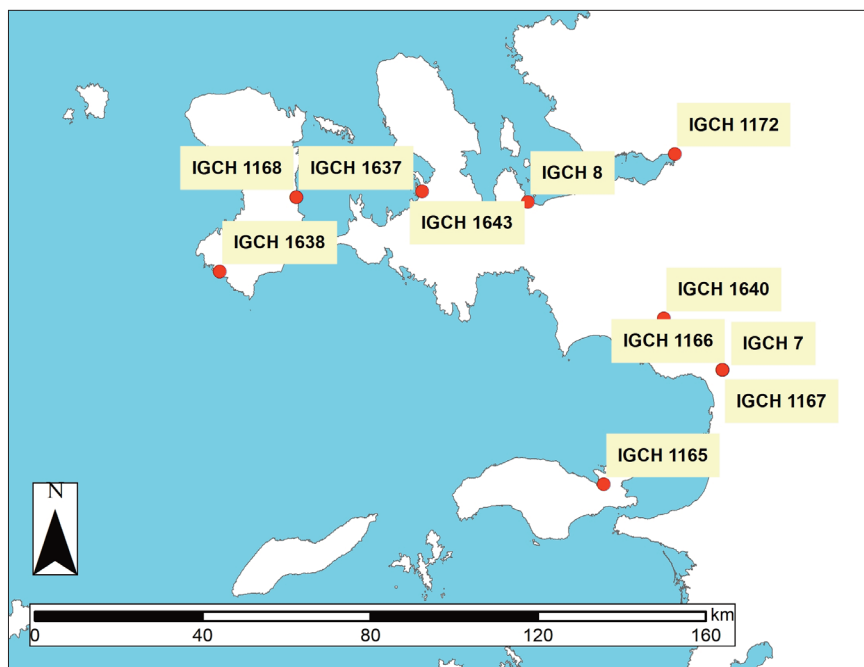 IGCH 1172
IGCH 1168
IGCH 1637
IGCH 8
IGCH 1643
IGCH 1638
IGCH 1640
IGCH 1166
IGCH 7
IGCH 1167
IGCH 1165
N
km
0 40 80 120 160